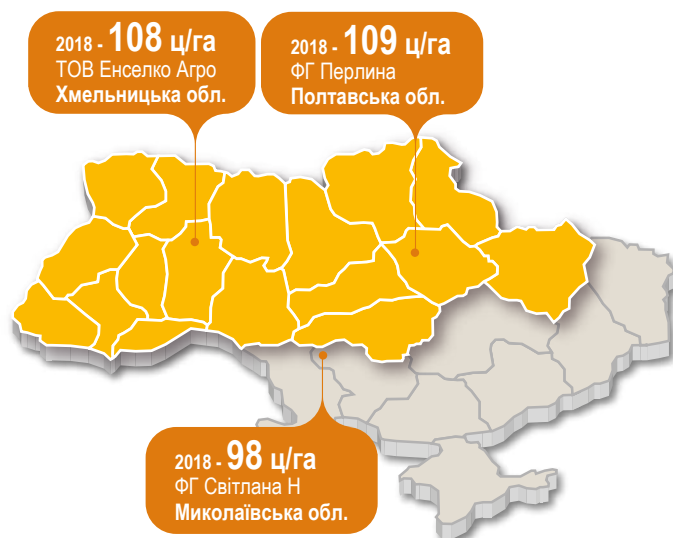 2018 - 108 ц/га
ТОВ Енселко Агро
Хмельницька обл.
2018 - 109 ц/га
ФГ Перлина
Полтавська обл.
2018 - 98 ц/га
ФГ Світлана Н
Миколаївська обл.